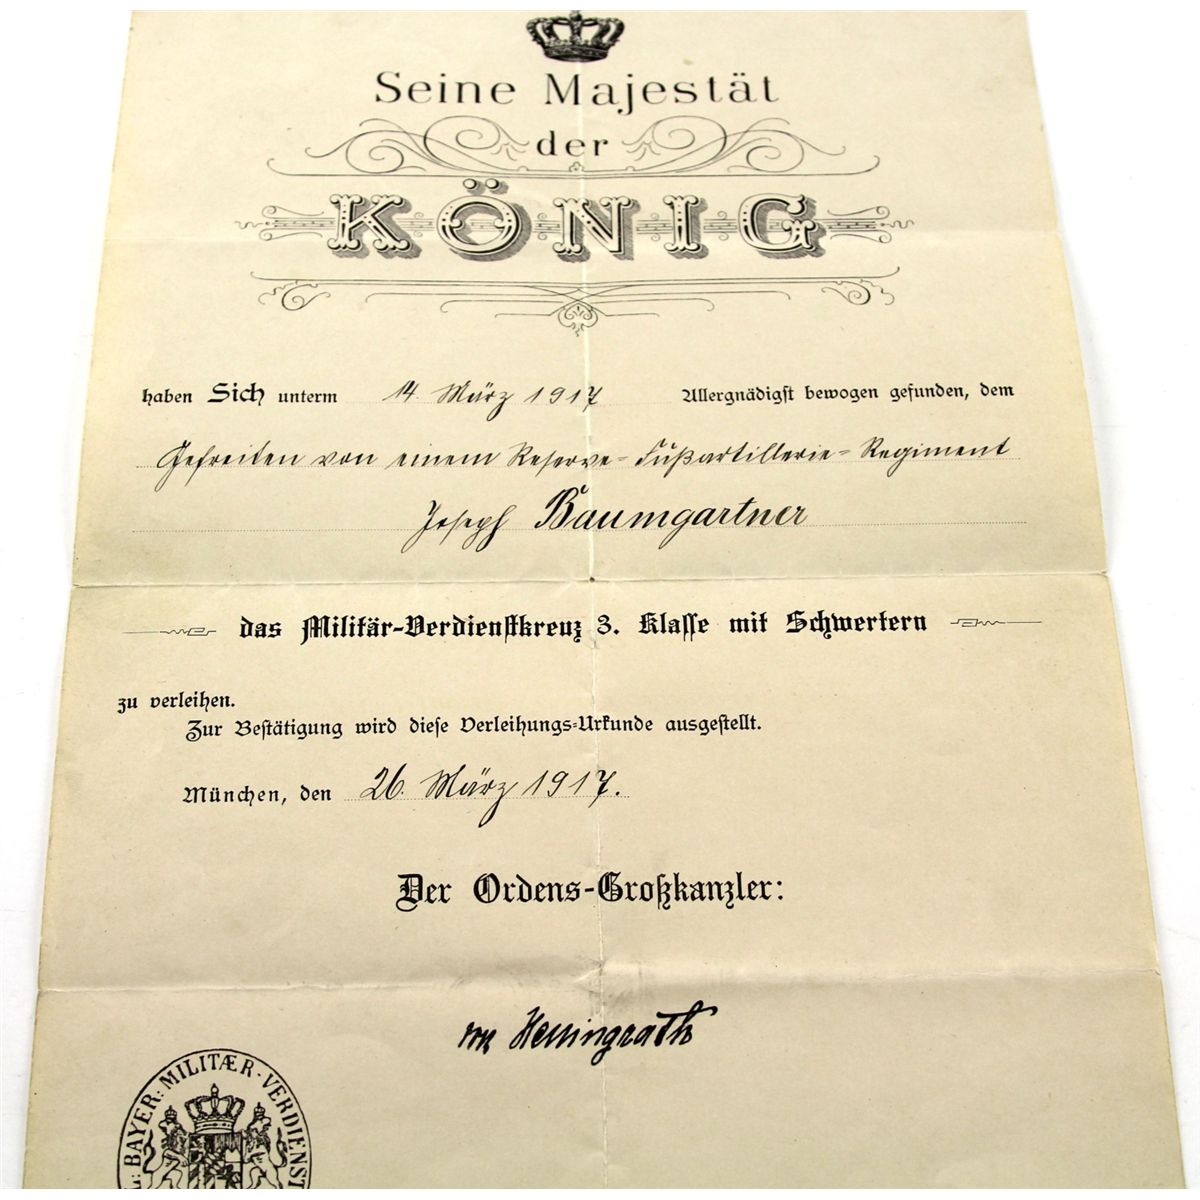 Seine Majestät
der
KÖNIG
haben Sich unterm 14. März 1917 Allergnädigst bewogen gefunden, dem
Gefreiten von einem Reserve=Fußartillerie=Regiment
Joseph Baumgartner
das Militär-Verdienstkreuz 3. Klasse mit Schwertern
zu verleihen.
Zur Bestätigung wird diese Verleihungs=Urkunde ausgestellt.
München, den 26. März 1917.
Der Ordens-Großkanzler:
BAYER: MILITÆR-VERDIENST